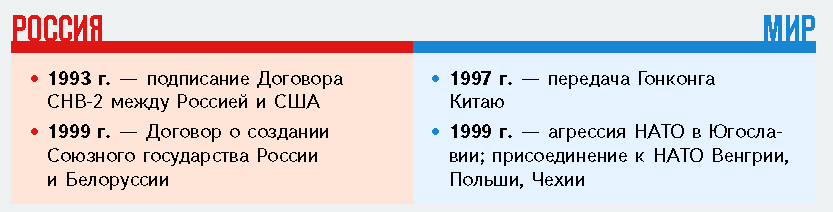 РОССИЯ
МИР
• 1993 г. — подписание Договора
СНВ-2 между Россией и США
• 1999 г. — Договор о создании
Союзного государства России
и Белоруссии
• 1997 г. — передача Гонконга
Китаю
• 1999 г. — агрессия НАТО в Югосла-
вии; присоединение к НАТО Венгрии,
Польши, Чехии